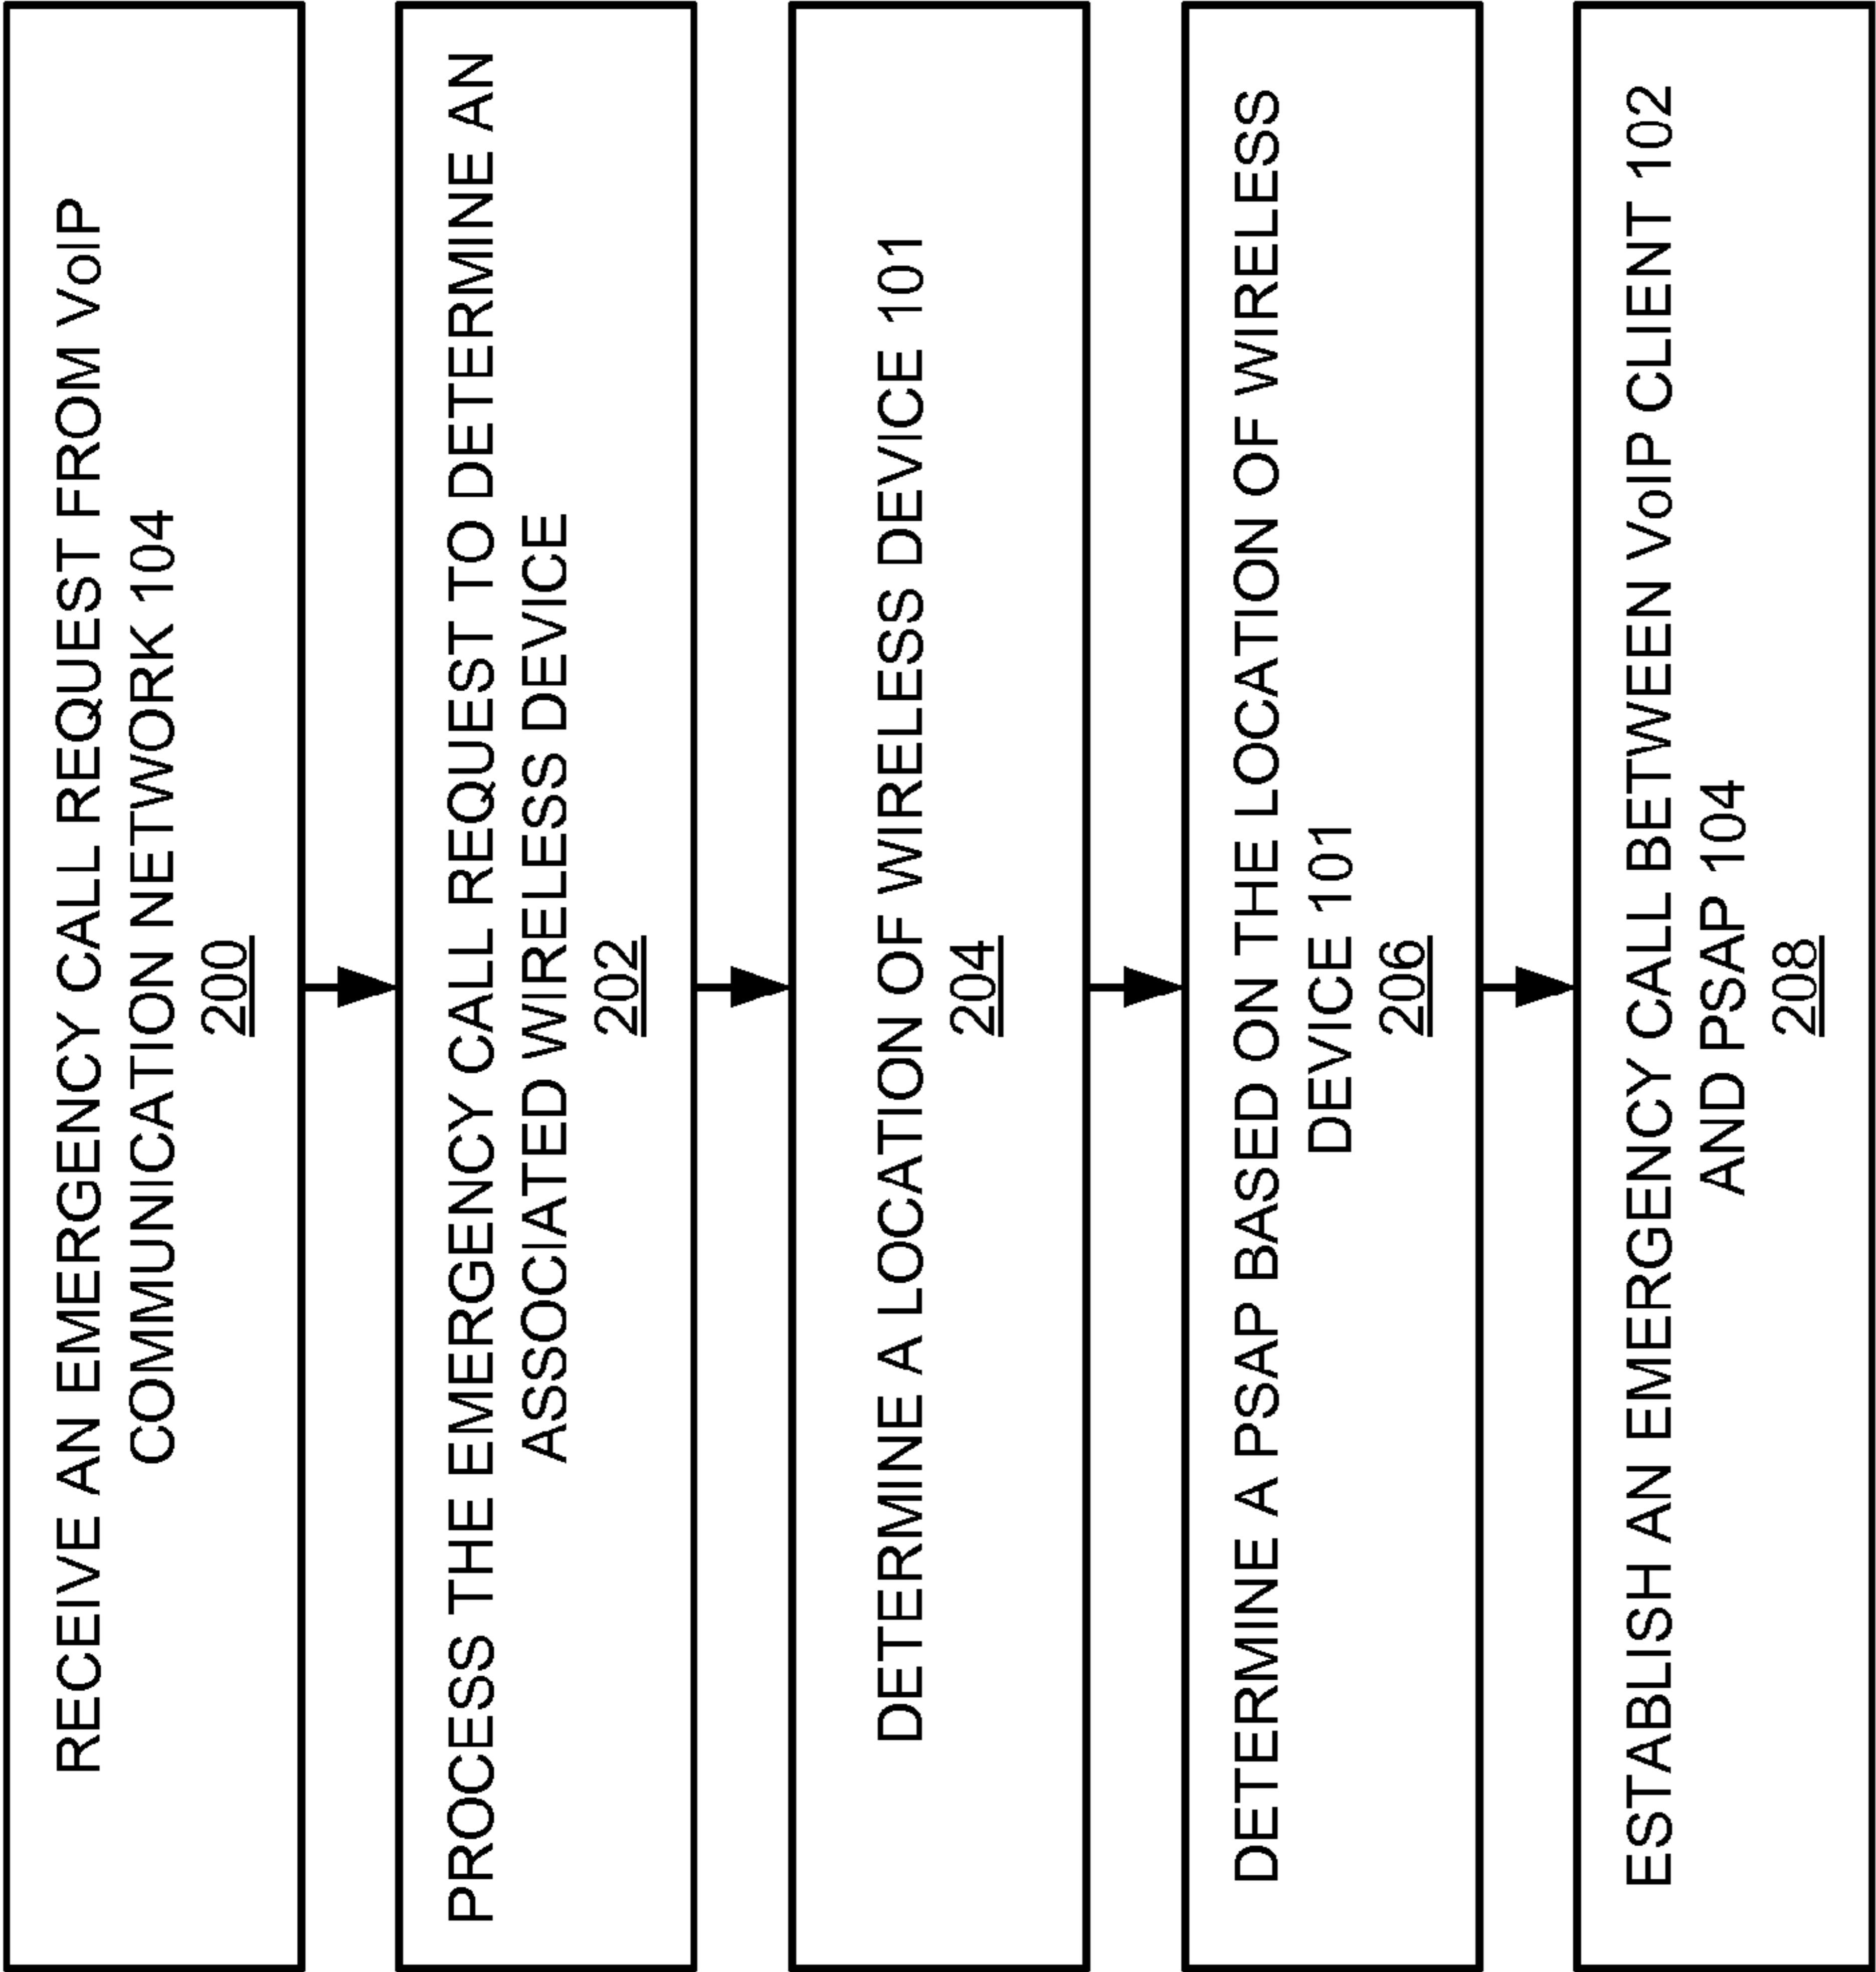 RECEIVE AN EMERGENCY CALL REQUEST FROM VoIP
COMMUNICATION NETWORK 104
200
PROCESS THE EMERGENCY CALL REQUEST TO DETERMINE AN
ASSOCIATED WIRELESS DEVICE
202
DETERMINE A LOCATION OF WIRELESS DEVICE 101
204
DETERMINE A PSAP BASED ON THE LOCATION OF WIRELESS
DEVICE 101
206
ESTABLISH AN EMERGENCY CALL BETWEEN VoIP CLIENT 102
AND PSAP 104
208